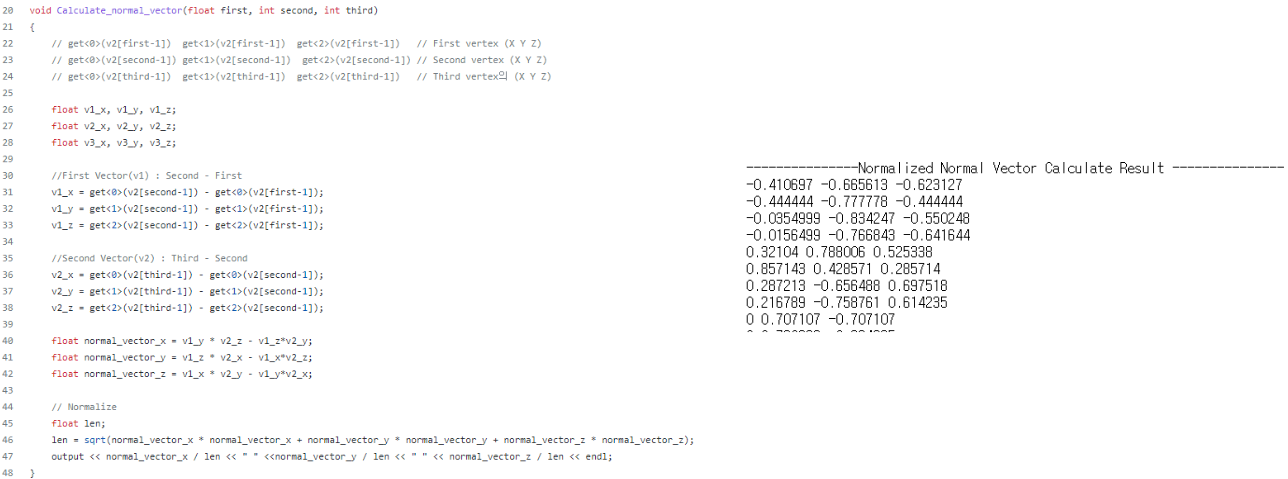 20 void Calculate_normal_vector(float first, int second, int third)
21 {
22 // get<0>(v2[first-1]) get<1>(v2[first-1]) get<2>(v2[first-1]) // First vertex (X Y Z)
23 // get<0>(v2[second-1]) get<1>(v2[second-1]) get<2>(v2[second-1]) // Second vertex (X Y Z)
24 // get<0>(v2[third-1]) get<1>(v2[third-1]) get<2>(v2[third-1]) // Third vertex의 (X Y Z)
25
26 float v1_x, v1_y, v1_z;
27 float v2_x, v2_y, v2_z;
28 float v3_x, v3_y, v3_z;
29
30 //First Vector(v1) : Second - First
31 v1_x = get<0>(v2[second-1]) - get<0>(v2[first-1]);
32 v1_y = get<1>(v2[second-1]) - get<1>(v2[first-1]);
33 v1_z = get<2>(v2[second-1]) - get<2>(v2[first-1]);
34
35 //Second Vector(v2) : Third - Second
36 v2_x = get<0>(v2[third-1]) - get<0>(v2[second-1]);
37 v2_y = get<1>(v2[third-1]) - get<1>(v2[second-1]);
38 v2_z = get<2>(v2[third-1]) - get<2>(v2[second-1]);
39
40 float normal_vector_x = v1_y * v2_z - v1_z*v2_y;
41 float normal_vector_y = v1_z * v2_x - v1_x*v2_z;
42 float normal_vector_z = v1_x * v2_y - v1_y*v2_x;
43
44 // Normalize
45 float len;
46 len = sqrt(normal_vector_x * normal_vector_x + normal_vector_y * normal_vector_y + normal_vector_z * normal_vector_z);
47 output << normal_vector_x / len << " " <<normal_vector_y / len << " " << normal_vector_z / len << endl;
48 }
---------------Normalized Normal Vector Calculate Result ---------------
-0.410697 -0.665613 -0.623127
-0.444444 -0.777778 -0.444444
-0.0354999 -0.834247 -0.550248
-0.0156499 -0.766843 -0.641644
0.32104 0.788006 0.525338
0.857143 0.428571 0.285714
0.287213 -0.656488 0.697518
0.216789 -0.758761 0.614235
0 0.707107 -0.707107